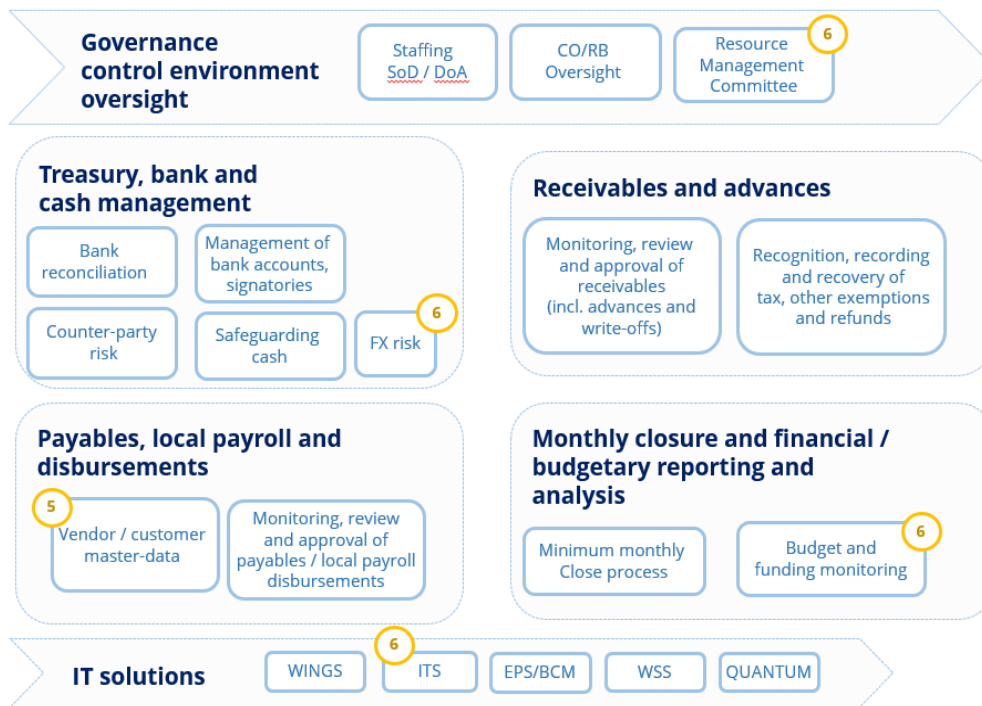 Governance
control environment
oversight
Staffing
SoD / DoA
CO/RB
Oversight
Resource
Management
Committee
6
Treasury, bank and
cash management
Bank
reconciliation
Management of
bank accounts,
signatories
Counter-party
risk
Safeguarding
cash
FX risk
6
Receivables and advances
Monitoring, review
and approval of
receivables
(incl. advances and
write-offs)
Recognition, recording
and recovery of
tax, other exemptions
and refunds
Payables, local payroll and
disbursements
5
Vendor / customer
master-data
Monitoring, review
and approval of
payables / local payroll
disbursements
Monthly closure and financial /
budgetary reporting and
analysis
Minimum monthly
Close process
Budget and
funding monitoring
6
IT solutions
WINGS
6
ITS
EPS/BCM
WSS
QUANTUM